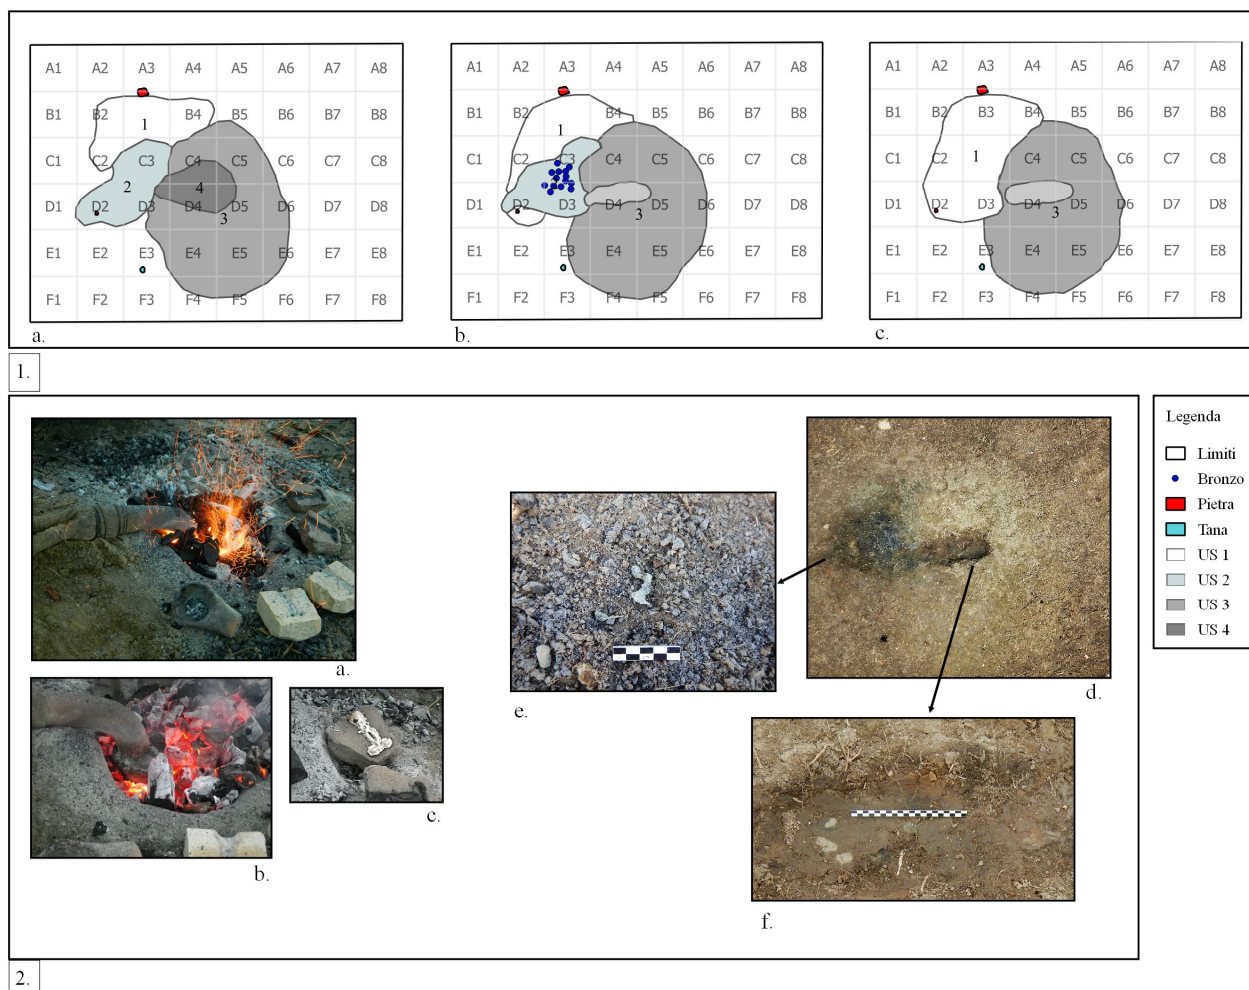 A1 A2 A3 A4 A5 A6 A7 A8
B1 B2 B4 B5 B6 B7 B8
1
C1 C2 C3 C4 C5 C6 C7 C8
2 4
D1 D2 D3 D4 D5 D6 D7 D8
3
E1 E2 E3 E4 E5 E6 E7 E8
F1 F2 F3 F4 F5 F6 F7 F8
a.
A1 A2 A3 A4 A5 A6 A7 A8
B1 B2 B4 B5 B6 B7 B8
1
C1 C2 C3 C4 C5 C6 C7 C8
D1 D2 D3 D4 D5 D6 D7 D8
3
E1 E2 E3 E4 E5 E6 E7 E8
F1 F2 F3 F4 F5 F6 F7 F8
b.
A1 A2 A3 A4 A5 A6 A7 A8
B1 B2 B3 B4 B5 B6 B7 B8
1
C1 C2 C4 C5 C6 C7 C8
D1 D2 D3 D4 D5 D6 D7 D8
3
E1 E2 E3 E4 E5 E6 E7 E8
F1 F2 F3 F4 F5 F6 F7 F8
c.
1.
a.
b.
c.
e.
d.
f.
2.
Legenda
Limiti
Bronzo
Pietra
Tana
US 1
US 2
US 3
US 4